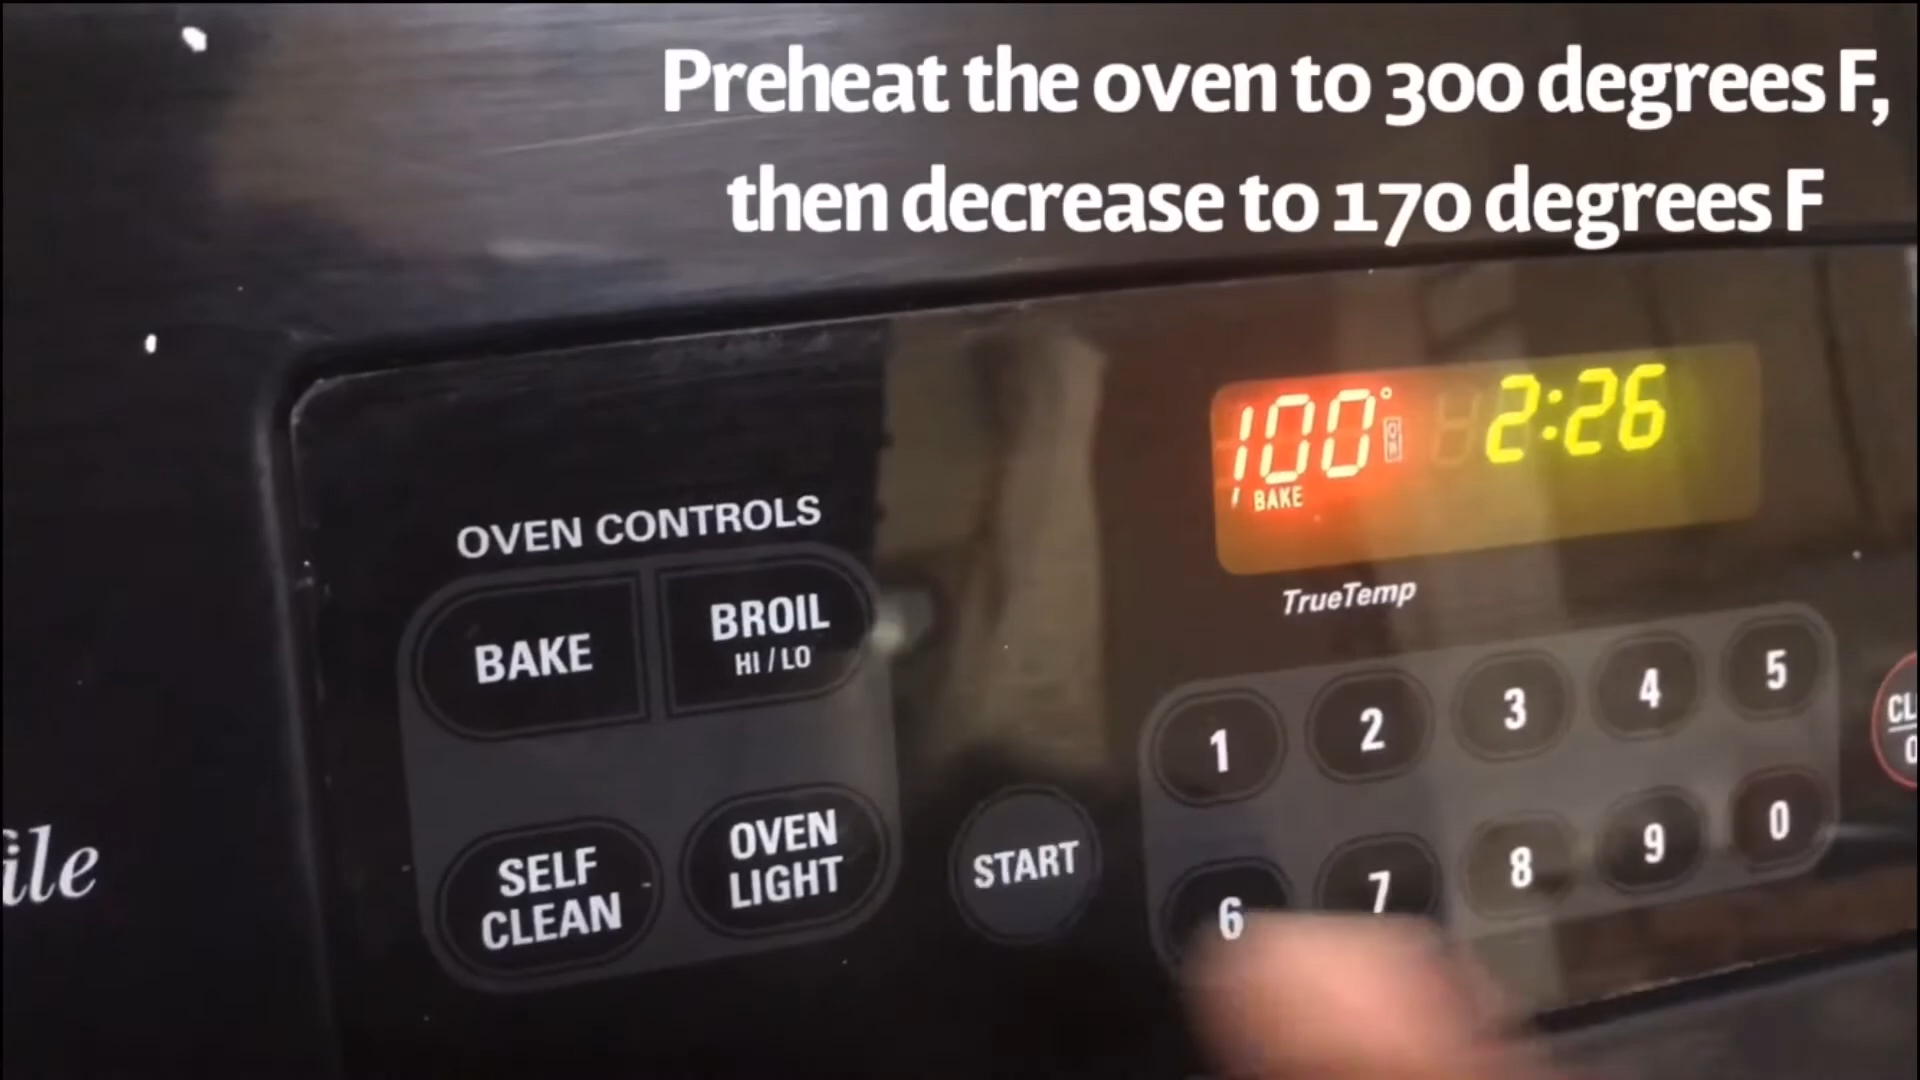 Preheat the oven to 300 degrees F,
then decrease to 170 degrees F
100° ON 2:26
BAKE
TrueTemp
OVEN CONTROLS
BAKE
BROIL
HI / LO
SELF
CLEAN
OVEN
LIGHT
START
1 2 3 4 5
6 7 8 9 0